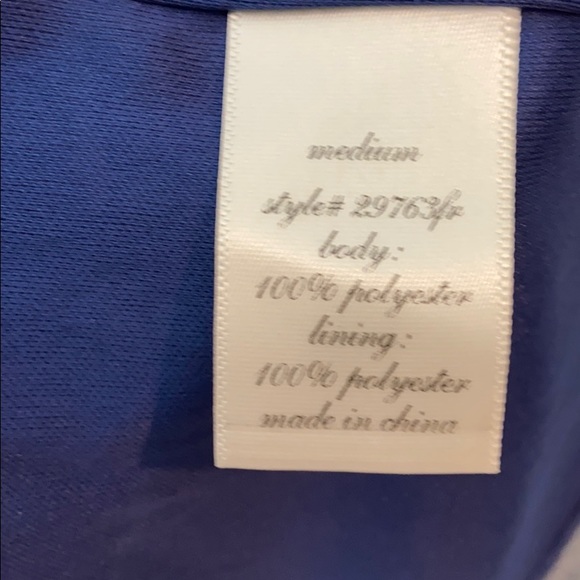 medium
style# 29763fr
body:
100% polyester
lining:
100% polyester
made in china